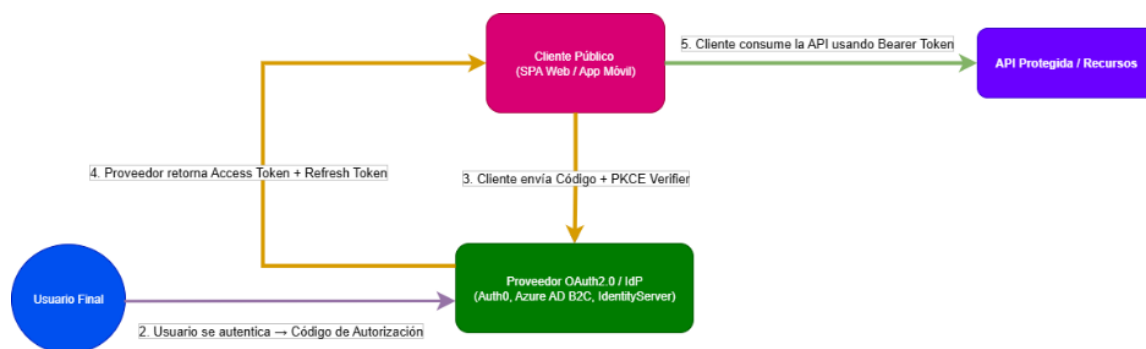 Cliente Público
(SPA Web / App Móvil)
5. Cliente consume la API usando Bearer Token
API Protegida / Recursos
4. Proveedor retorna Access Token + Refresh Token
3. Cliente envía Código + PKCE Verifier
Usuario Final
Proveedor OAuth2.0 / IdP
(Auth0, Azure AD B2C, IdentityServer)
2. Usuario se autentica → Código de Autorización